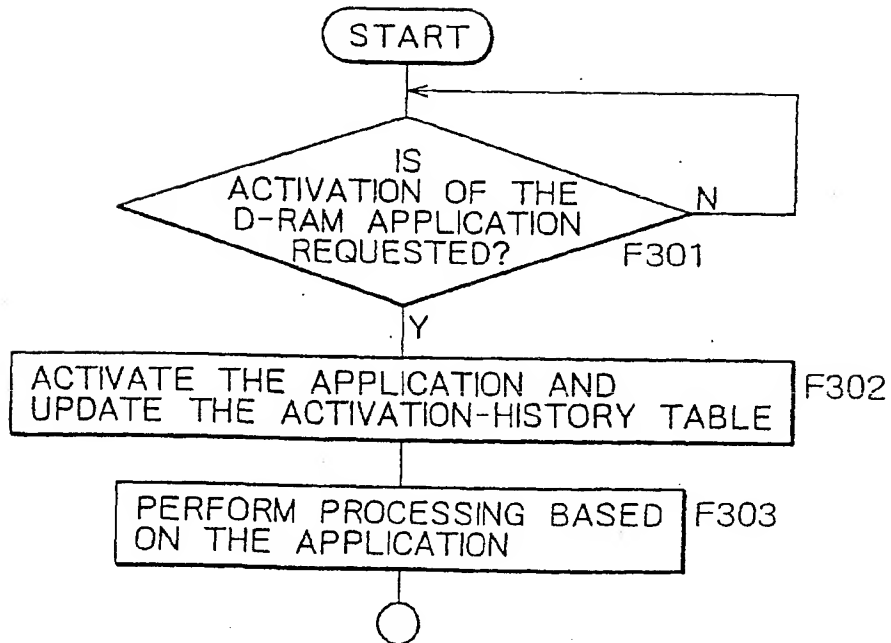 START
IS
ACTIVATION OF THE
D-RAM APPLICATION
REQUESTED?
N
F301
Y
ACTIVATE THE APPLICATION AND
UPDATE THE ACTIVATION-HISTORY TABLE
F302
PERFORM PROCESSING BASED
ON THE APPLICATION
F303